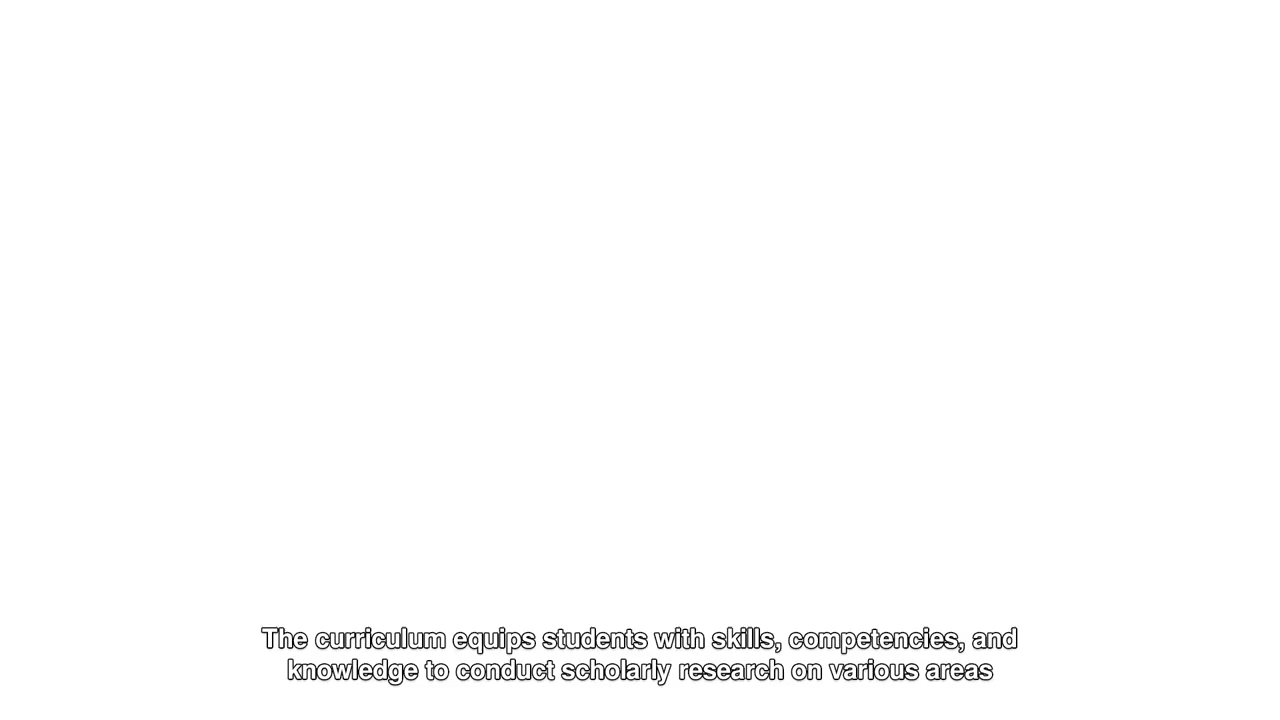 The curriculum equips students with skills, competencies, and
knowledge to conduct scholarly research on various areas